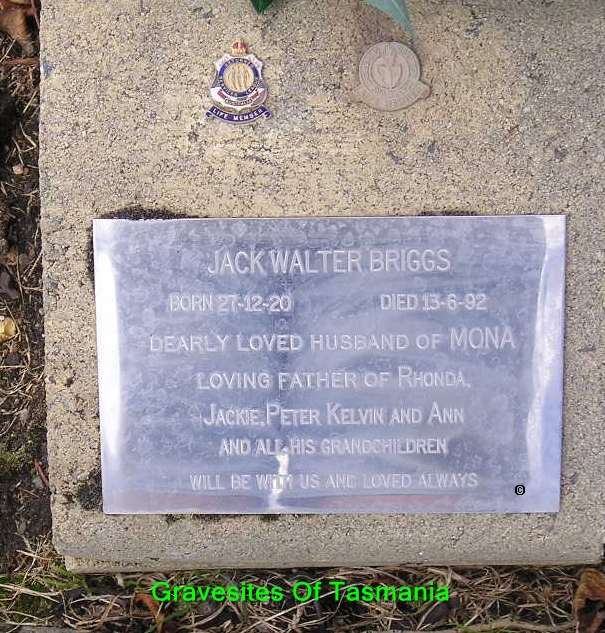 LIFE MEMBER
JACK WALTER BRIGGS
BORN 27-12-20 DIED 13-6-92
DEARLY LOVED HUSBAND OF MONA
LOVING FATHER OF RHONDA,
JACKIE, PETER KELVIN AND ANN
AND ALL HIS GRANDCHILDREN
WILL BE WITH US AND LOVED ALWAYS
©
Gravesites Of Tasmania